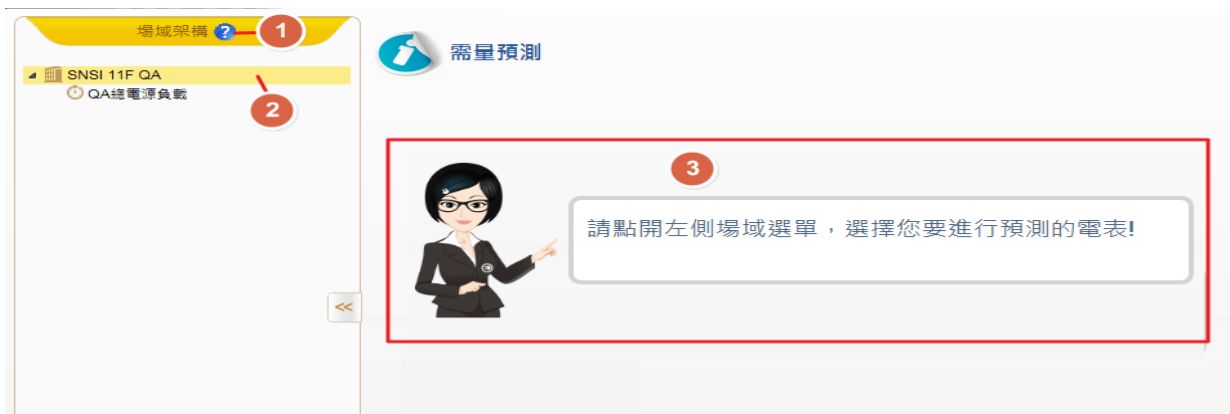 場域架構 ? 1
需量預測
SNSI 11F QA
QA總電源負載
2
3
請點開左側場域選單，選擇您要進行預測的電表!
<<